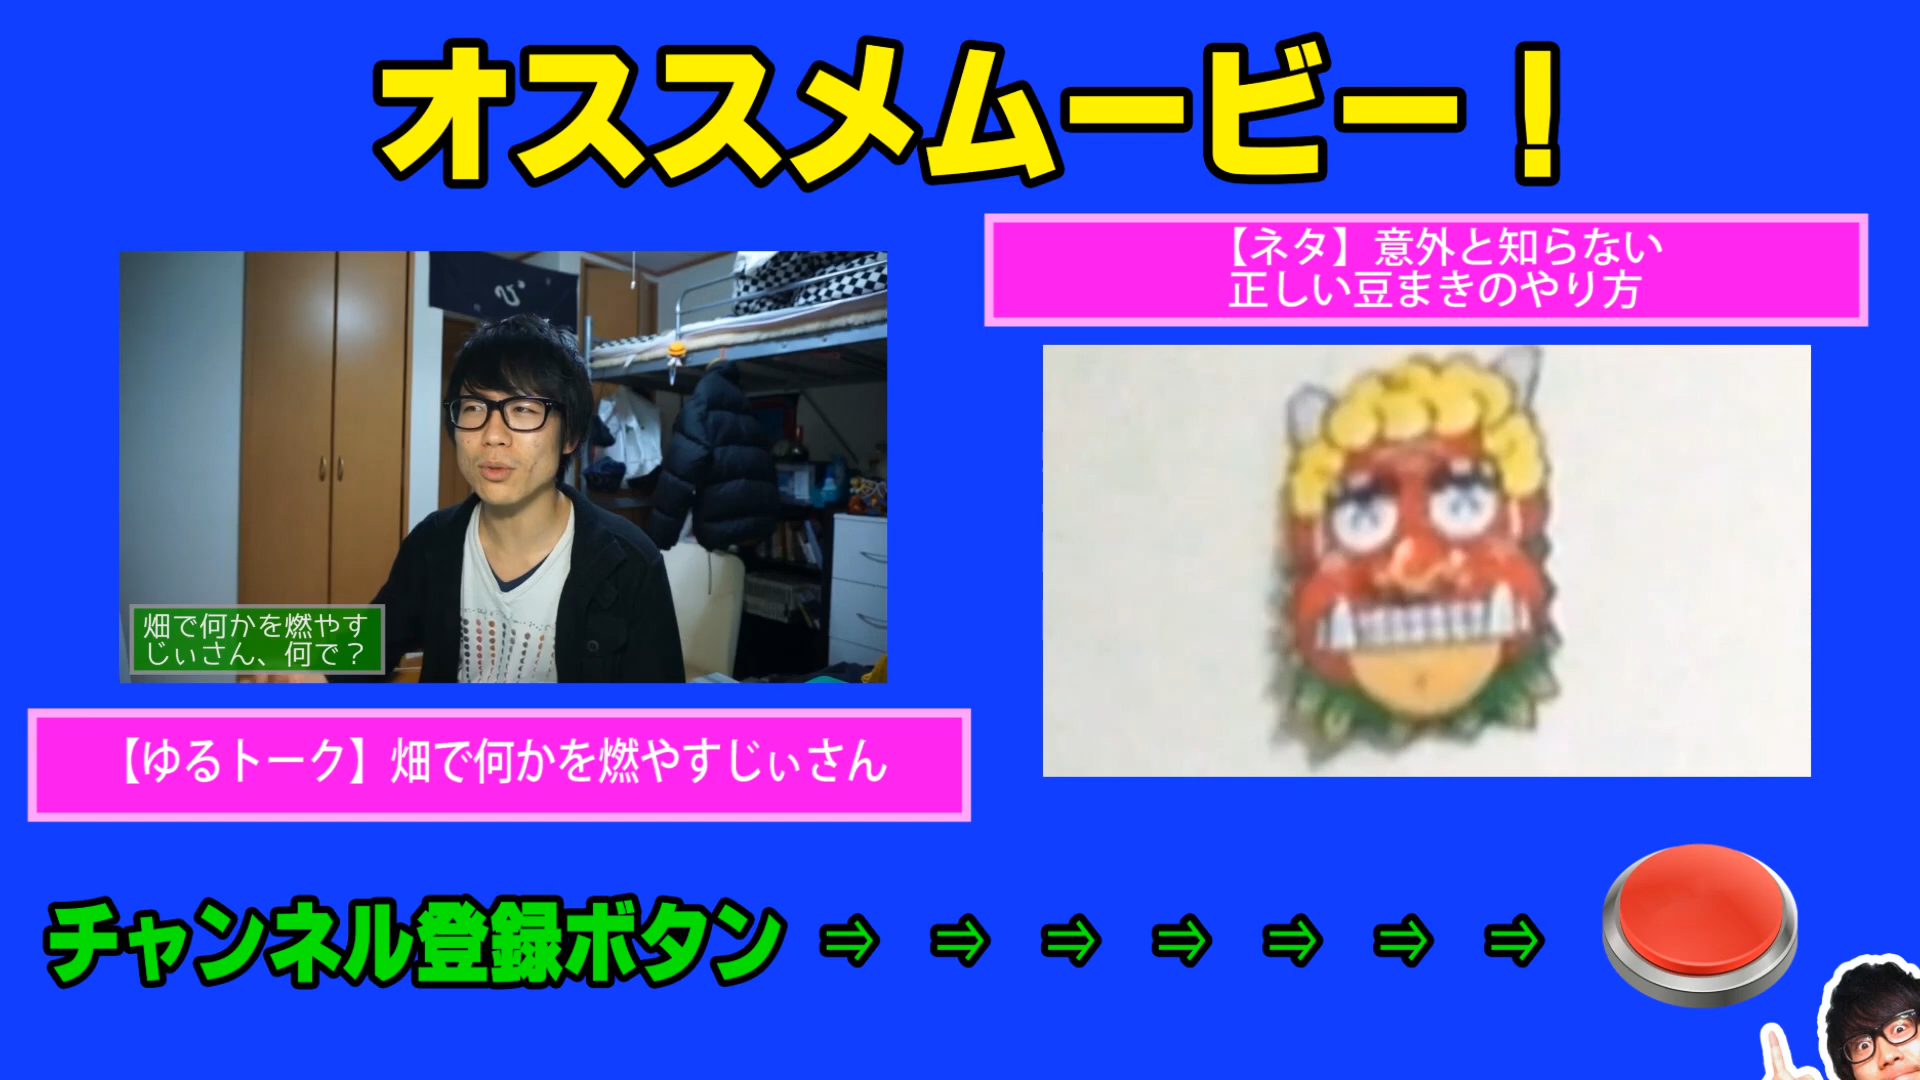 オススメムービー！
【ネタ】意外と知らない
正しい豆まきのやり方
畑で何かを燃やす
じぃさん、何で？
【ゆるトーク】畑で何かを燃やすじぃさん
チャンネル登録ボタン ⇒ ⇒ ⇒ ⇒ ⇒ ⇒ ⇒